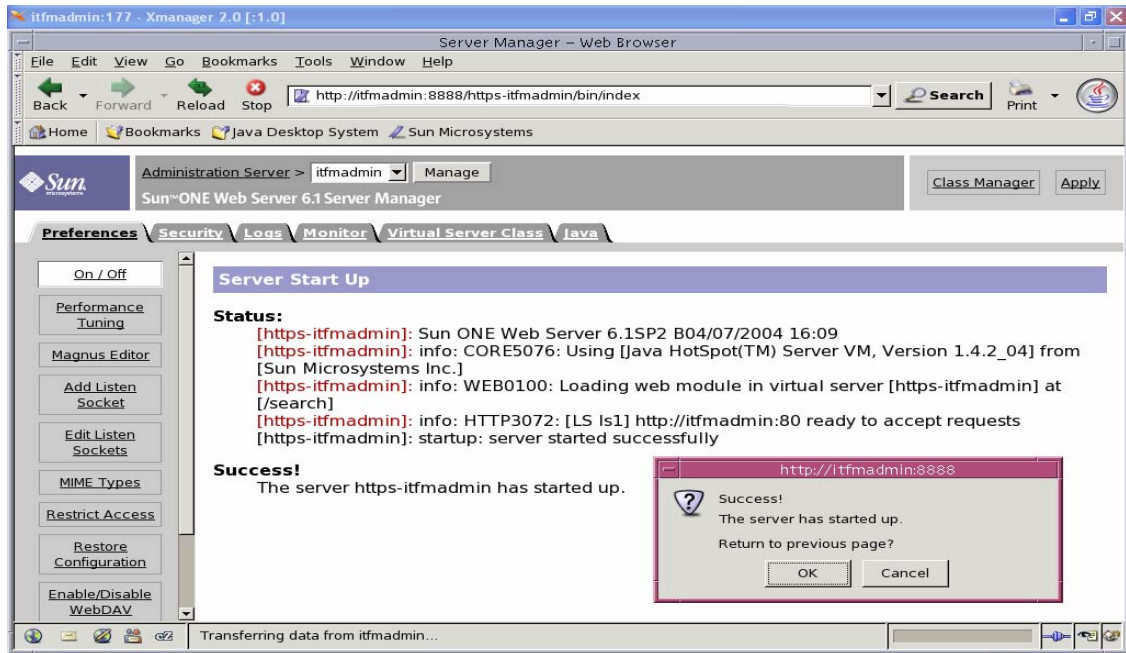 itfmadmin:177 - Xmanager 2.0 [:1.0]
Server Manager – Web Browser
File Edit View Go Bookmarks Tools Window Help
Back Forward Reload Stop http://itfmadmin:8888/https-itfmadmin/bin/index Search Print
Home Bookmarks Java Desktop System Sun Microsystems
Sun
microsystems
Administration Server > itfmadmin Manage
Sun™ONE Web Server 6.1 Server Manager
Class Manager Apply
Preferences Security Logs Monitor Virtual Server Class Java
On / Off
Performance
Tuning
Magnus Editor
Add Listen
Socket
Edit Listen
Sockets
MIME Types
Restrict Access
Restore
Configuration
Enable/Disable
WebDAV
Server Start Up
Status:
[https-itfmadmin]: Sun ONE Web Server 6.1SP2 B04/07/2004 16:09
[https-itfmadmin]: info: CORE5076: Using [Java HotSpot(TM) Server VM, Version 1.4.2_04] from
[Sun Microsystems Inc.]
[https-itfmadmin]: info: WEB0100: Loading web module in virtual server [https-itfmadmin] at
[/search]
[https-itfmadmin]: info: HTTP3072: [LS ls1] http://itfmadmin:80 ready to accept requests
[https-itfmadmin]: startup: server started successfully
Success!
The server https-itfmadmin has started up.
http://itfmadmin:8888
Success!
The server has started up.
Return to previous page?
OK Cancel
Transferring data from itfmadmin...